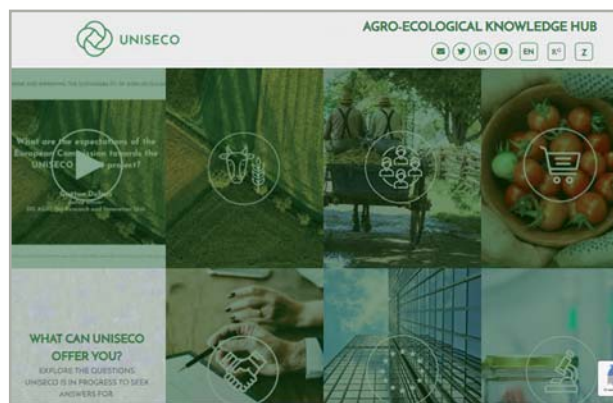 UNISECO
AGRO-ECOLOGICAL KNOWLEDGE HUB
EN
Z
What are the expectations of the
European Commission towards the
UNISECO project?
WHAT CAN UNISECO
OFFER YOU?
EXPLORE THE QUESTIONS
UNISECO IS IN PROGRESS TO SEEK
ANSWERS FOR